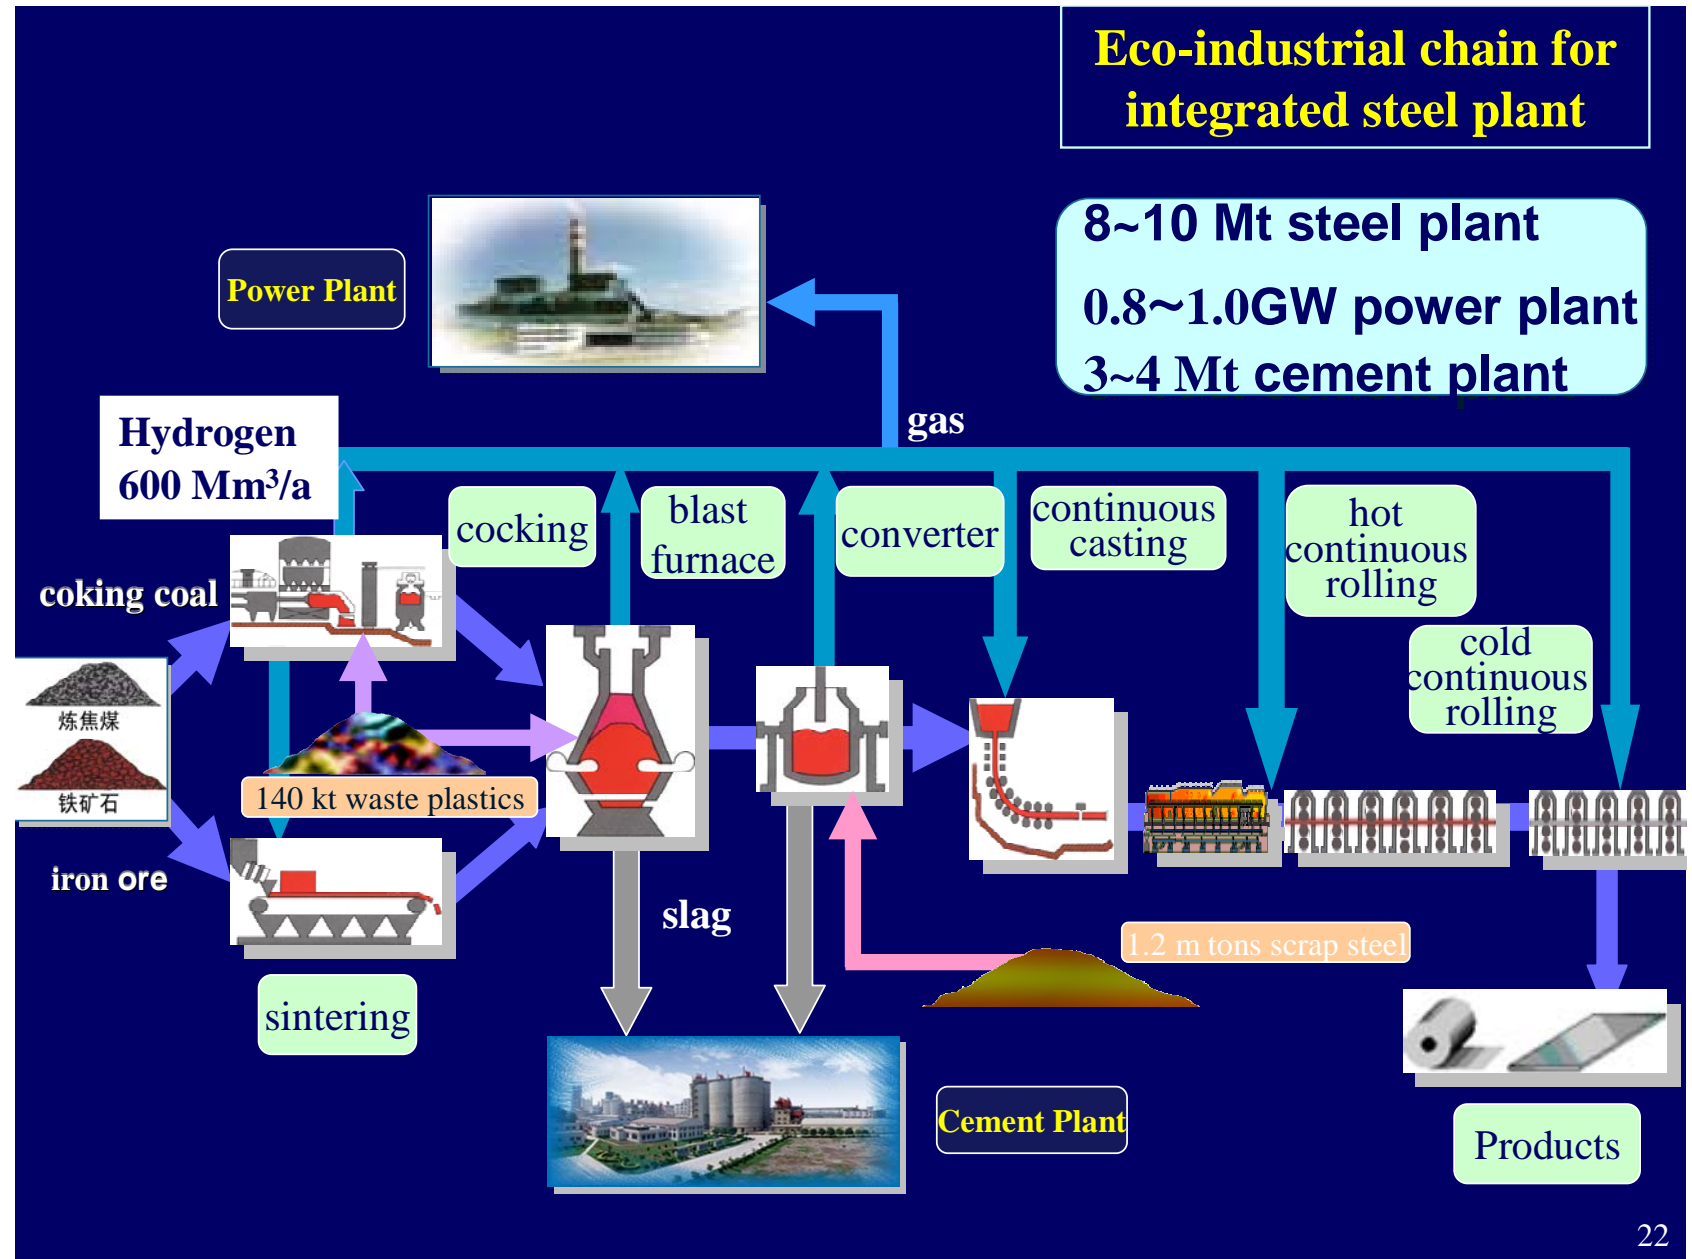 Eco-industrial chain for
integrated steel plant
8~10 Mt steel plant
0.8~1.0GW power plant
3~4 Mt cement plant
Power Plant
gas
Hydrogen
600 Mm³/a
cocking
blast
furnace
converter
continuous
casting
hot
continuous
rolling
cold
continuous
rolling
coking coal
炼焦煤
铁矿石
140 kt waste plastics
iron ore
slag
1.2 m tons scrap steel
sintering
Cement Plant
Products
22